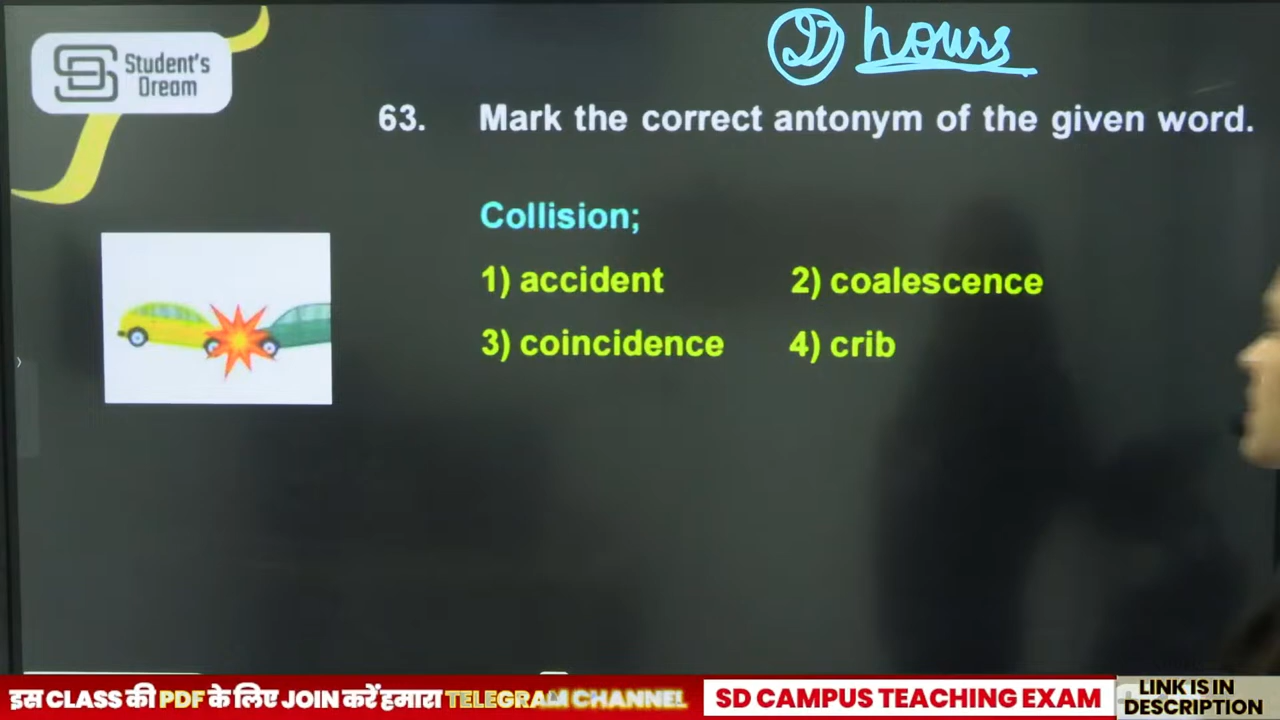 Student's
Dream
2 hours
63. Mark the correct antonym of the given word.
Collision;
1) accident 2) coalescence
3) coincidence 4) crib
इस CLASS की PDF के लिए JOIN करें हमारा TELEGRAM CHANNEL
SD CAMPUS TEACHING EXAM
LINK IS IN
DESCRIPTION